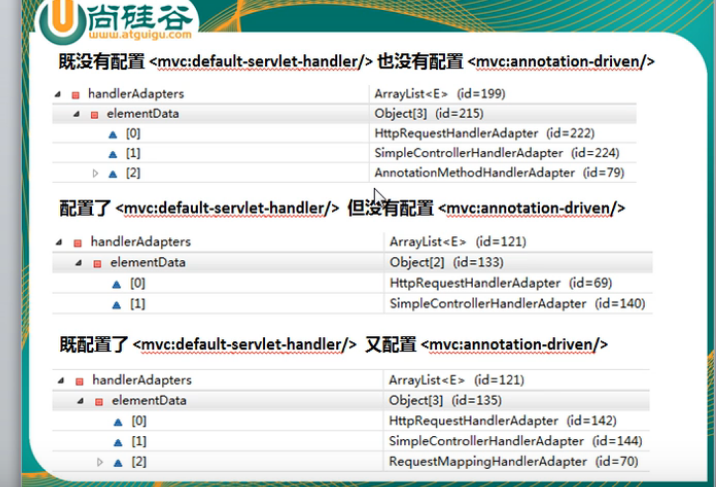 尚硅谷
www.atguigu.com
既没有配置 <mvc:default-servlet-handler/> 也没有配置 <mvc:annotation-driven/>
handlerAdapters ArrayList<E> (id=199)
elementData Object[3] (id=215)
[0] HttpRequestHandlerAdapter (id=222)
[1] SimpleControllerHandlerAdapter (id=224)
[2] AnnotationMethodHandlerAdapter (id=79)
配置了 <mvc:default-servlet-handler/> 但没有配置 <mvc:annotation-driven/>
handlerAdapters ArrayList<E> (id=121)
elementData Object[2] (id=133)
[0] HttpRequestHandlerAdapter (id=69)
[1] SimpleControllerHandlerAdapter (id=140)
既配置了 <mvc:default-servlet-handler/> 又配置 <mvc:annotation-driven/>
handlerAdapters ArrayList<E> (id=121)
elementData Object[3] (id=135)
[0] HttpRequestHandlerAdapter (id=142)
[1] SimpleControllerHandlerAdapter (id=144)
[2] RequestMappingHandlerAdapter (id=70)